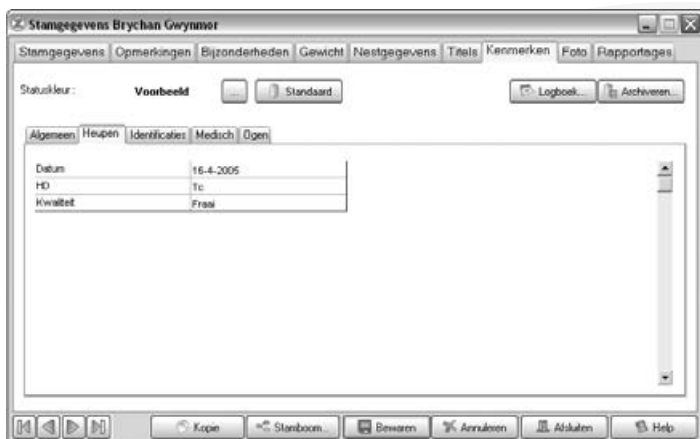 Stamgegevens Brychan Gwynmor
Stamgegevens Opmerkingen Bijzonderheden Gewicht Nestgegevens Titels Kenmerken Foto Rapportages
Statuskleur: Voorbeeld ... Standaard Logboek... Archiveren...
Algemeen Heupen Identificaties Medisch Ogen
Datum 16-4-2005
HD Tc
Kwaliteit Fraai
Kopie Stamboom... Bewaren Annuleren Afsluiten Help